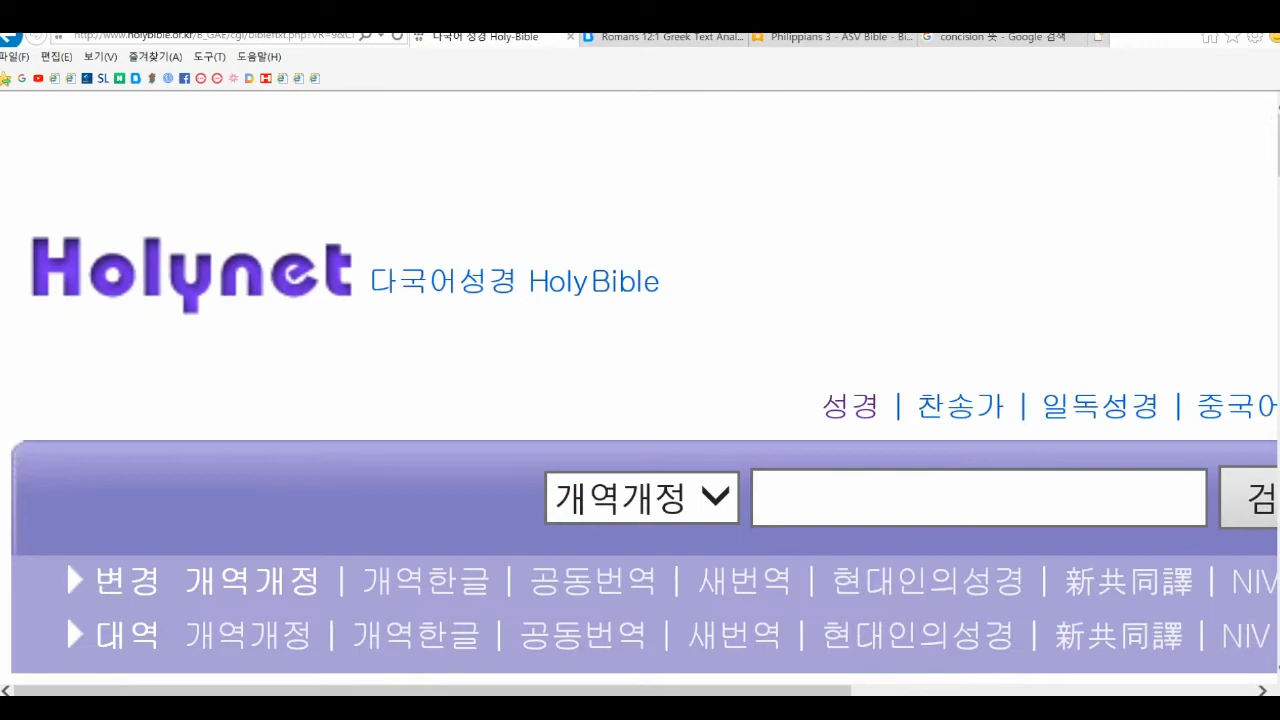 다국어 성경 Holy-Bible
Romans 12:1 Greek Text Anal...
Philippians 3 - ASV Bible - Bi...
concision 뜻 - Google 검색
파일(F) 편집(E) 보기(V) 즐겨찾기(A) 도구(T) 도움말(H)
Holynet 다국어성경 HolyBible
성경 | 찬송가 | 일독성경 | 중국어
개역개정 검
변경 개역개정 | 개역한글 | 공동번역 | 새번역 | 현대인의성경 | 新共同譯 | NIV
대역 개역개정 | 개역한글 | 공동번역 | 새번역 | 현대인의성경 | 新共同譯 | NIV